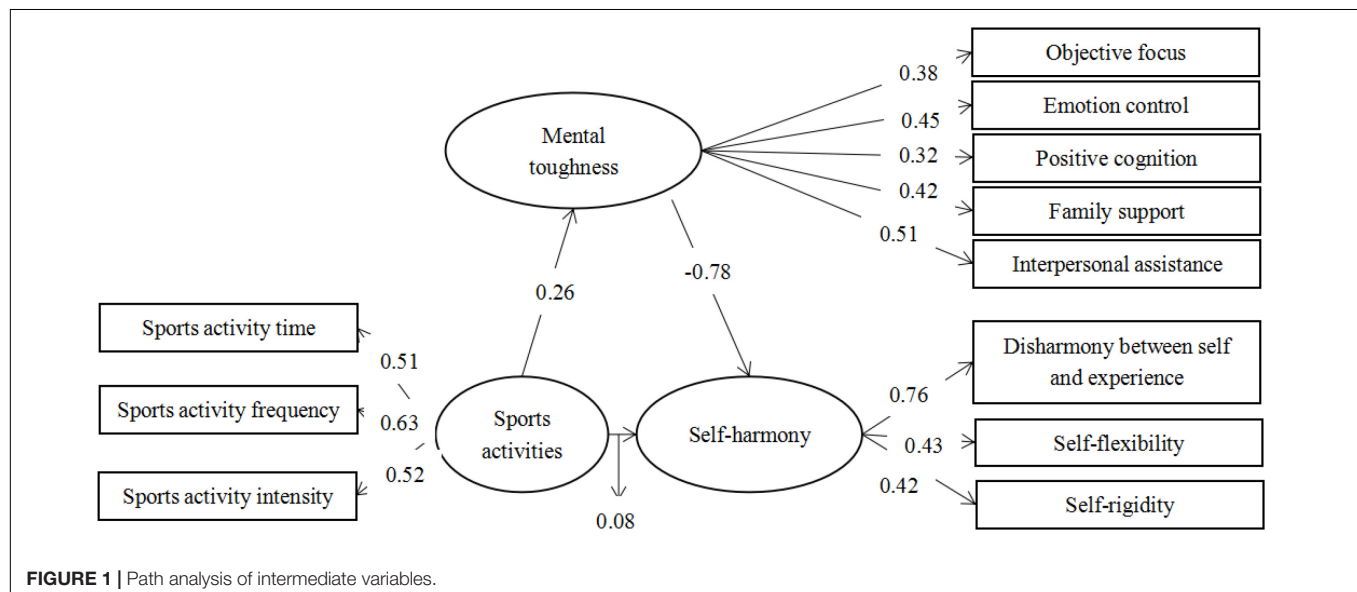 Objective focus
0.38
Emotion control
0.45
Mental
toughness
0.32
Positive cognition
0.42
Family support
0.51
Interpersonal assistance
-0.78
0.26
Sports activity time
0.51
Disharmony between self
and experience
0.76
Sports activity frequency
0.63
Sports
activities
Self-harmony
0.43
Self-flexibility
0.52
Sports activity intensity
0.42
Self-rigidity
0.08
FIGURE 1 | Path analysis of intermediate variables.